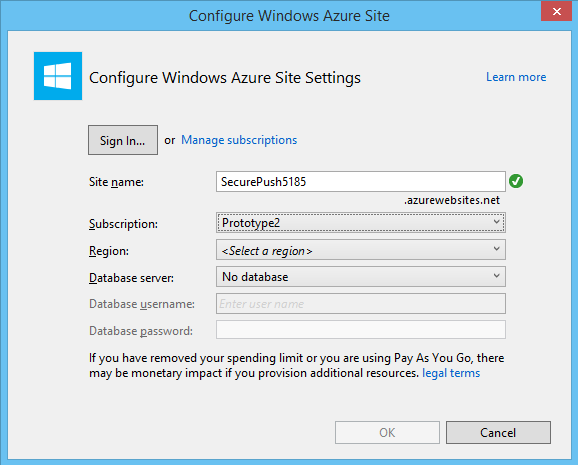 Configure Windows Azure Site
Configure Windows Azure Site Settings
Learn more
Sign In... or Manage subscriptions
Site name: SecurePush5185
.azurewebsites.net
Subscription: Prototype2
Region: <Select a region>
Database server: No database
Database username: Enter user name
Database password:
If you have removed your spending limit or you are using Pay As You Go, there
may be monetary impact if you provision additional resources. legal terms
OK Cancel